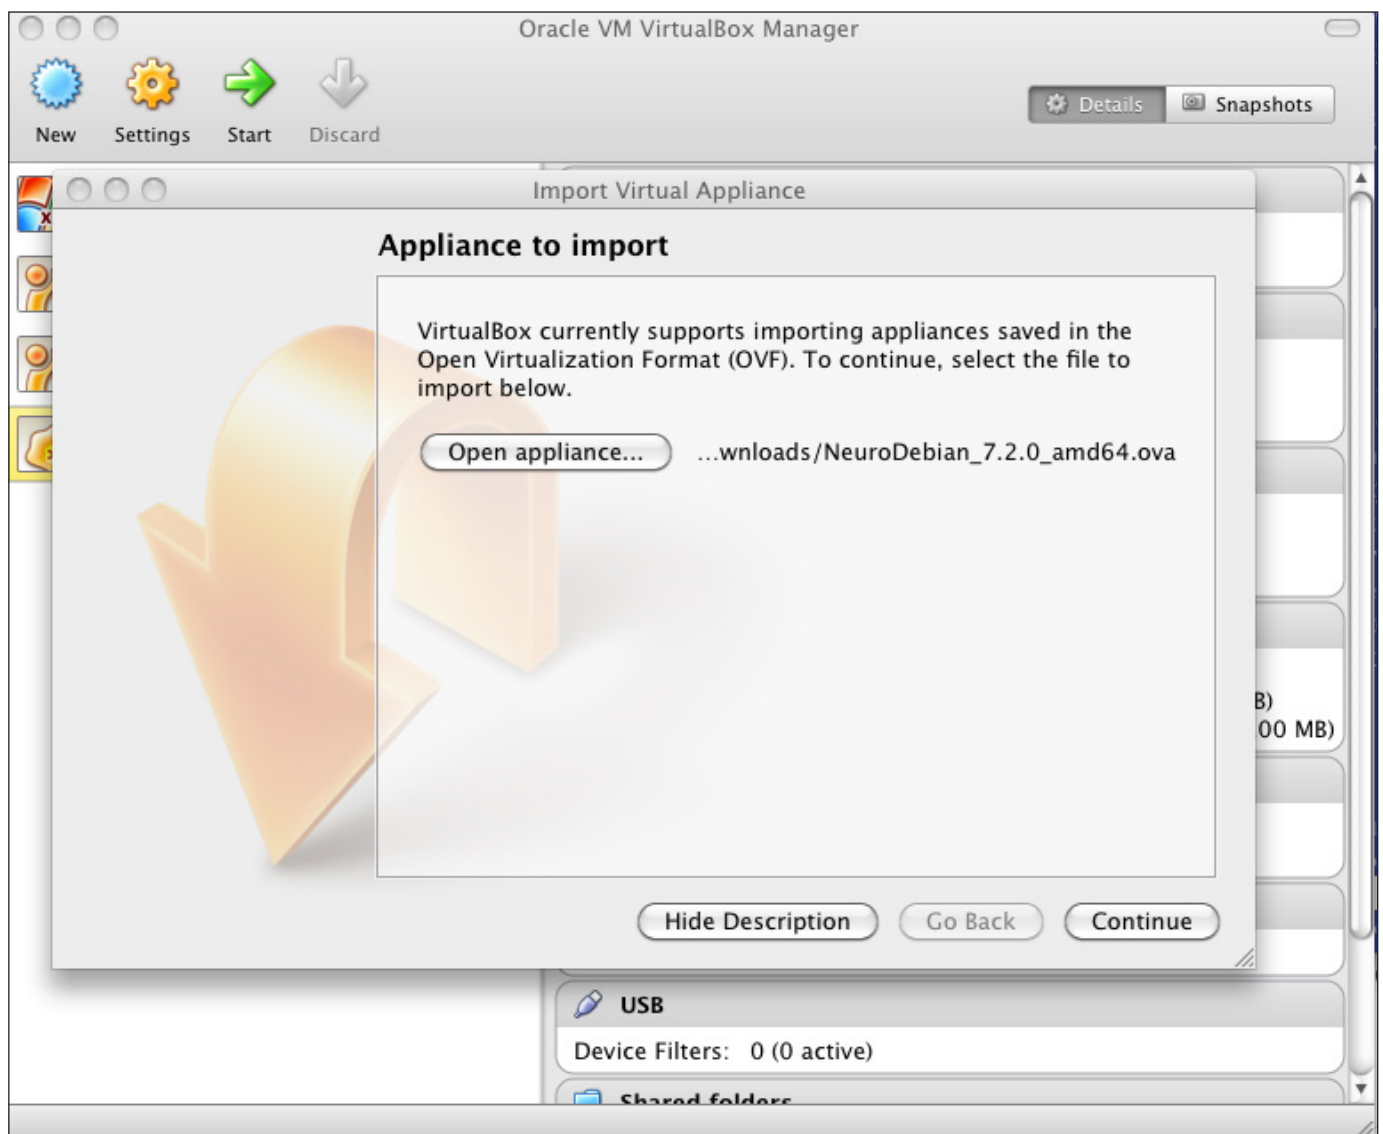 Oracle VM VirtualBox Manager
New
Settings
Start
Discard
Details
Snapshots
Import Virtual Appliance
Appliance to import
VirtualBox currently supports importing appliances saved in the
Open Virtualization Format (OVF). To continue, select the file to
import below.
Open appliance...
...wnloads/NeuroDebian_7.2.0_amd64.ova
B)
00 MB)
Hide Description
Go Back
Continue
USB
Device Filters: 0 (0 active)
Shared folders